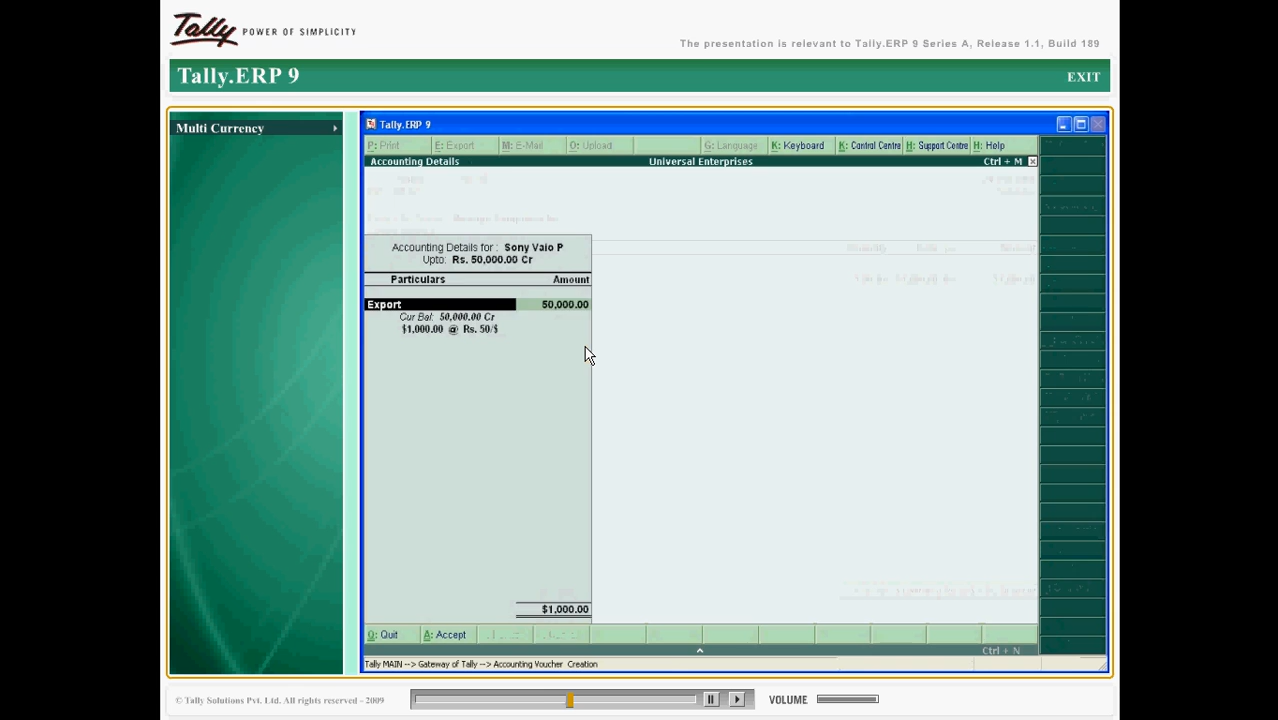 Tally POWER OF SIMPLICITY
The presentation is relevant to Tally.ERP 9 Series A, Release 1.1, Build 189
Tally.ERP 9 EXIT
Multi Currency
Tally.ERP 9
P: Print E: Export M: E-Mail O: Upload G: Language K: Keyboard K: Control Centre H: Support Centre H: Help
Accounting Details Universal Enterprises Ctrl + M
Accounting Details for : Sony Vaio P
Upto: Rs. 50,000.00 Cr
Particulars Amount
Export 50,000.00
Cur Bal: 50,000.00 Cr
$1,000.00 @ Rs. 50/$
$1,000.00
Q: Quit A: Accept
Ctrl + N
Tally MAIN --> Gateway of Tally --> Accounting Voucher Creation
© Tally Solutions Pvt. Ltd. All rights reserved - 2009 VOLUME